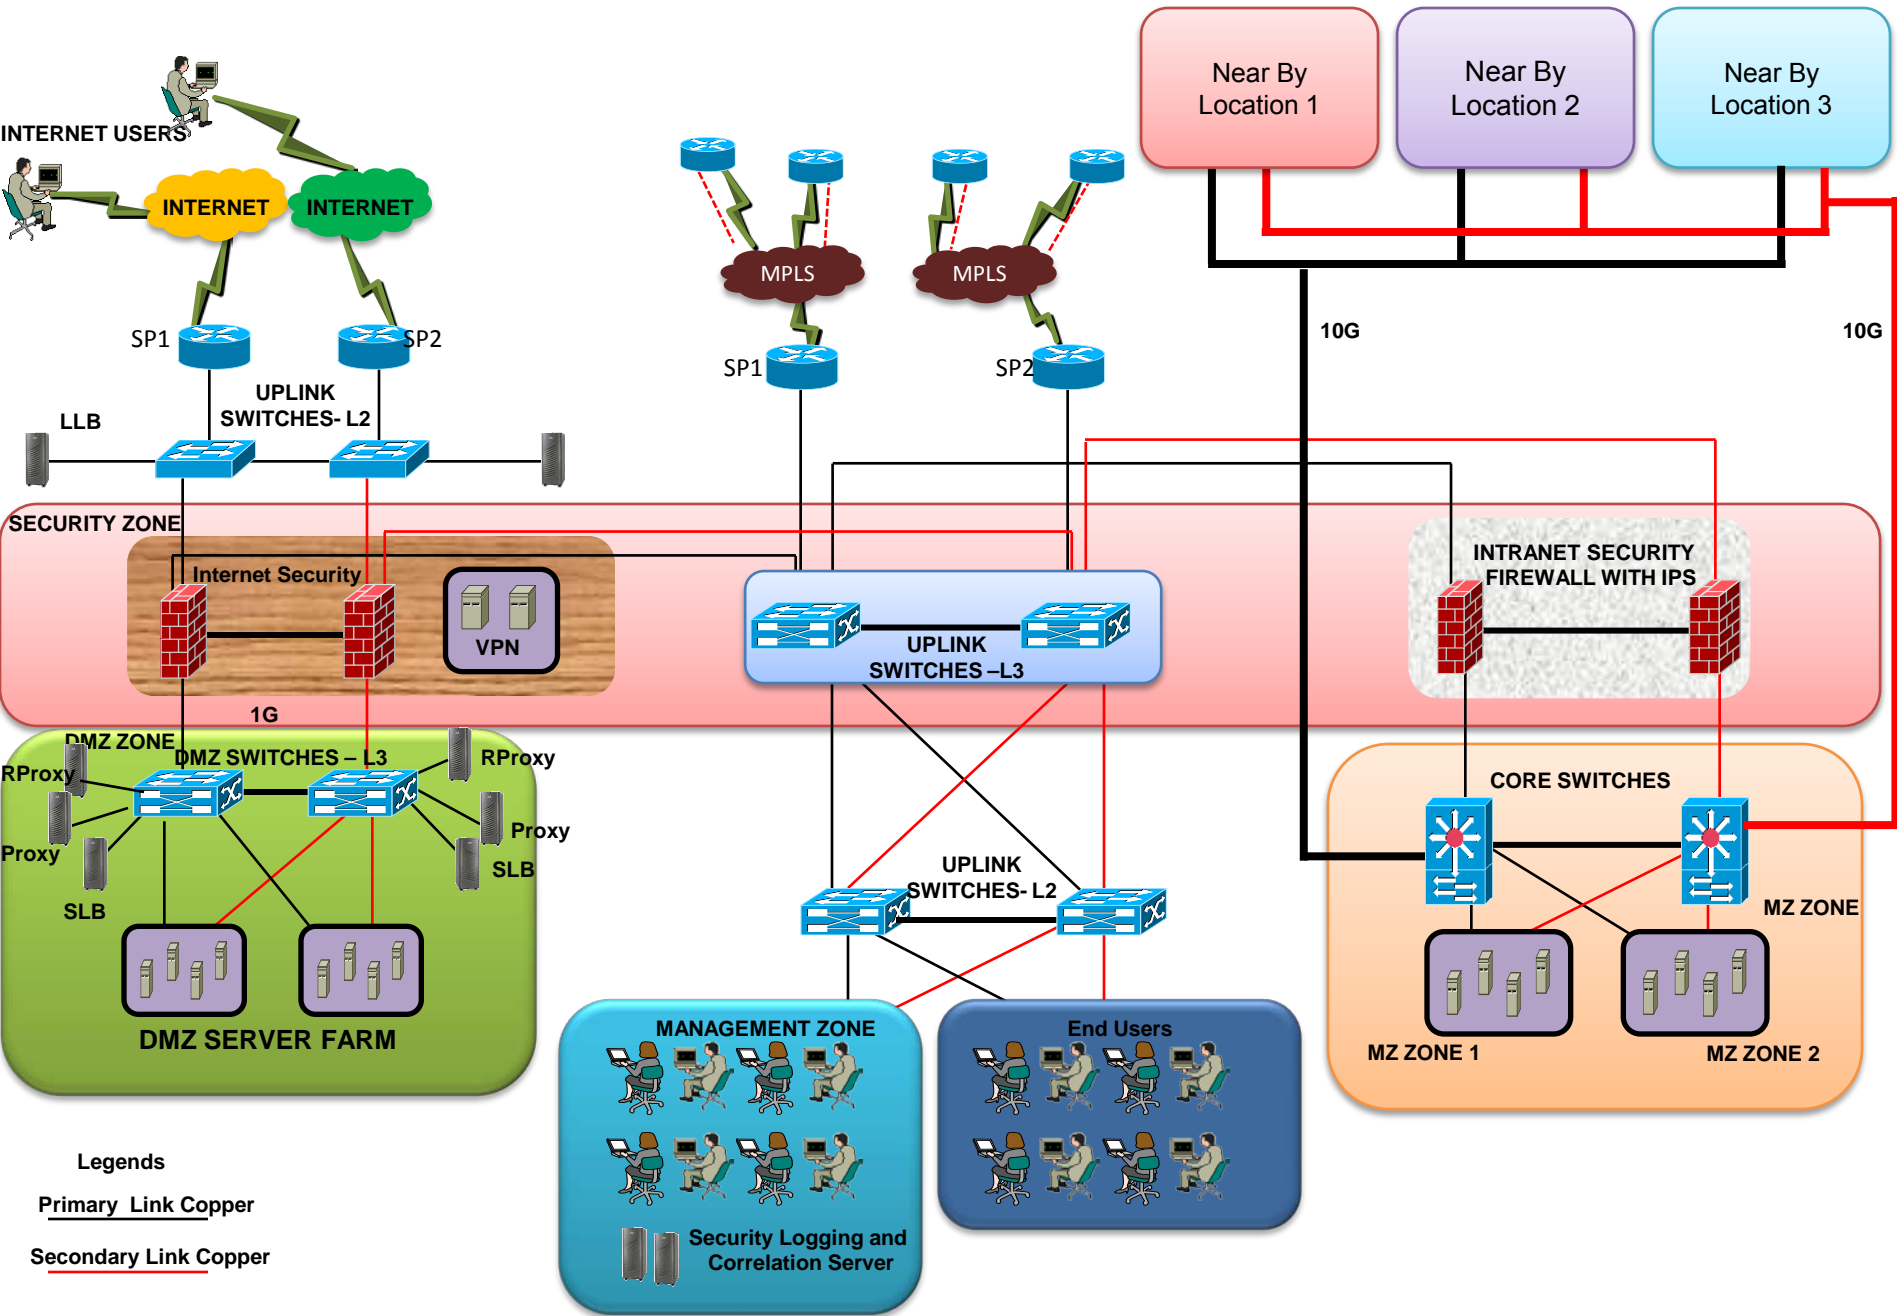 Near By
Location 1
Near By
Location 2
Near By
Location 3
INTERNET USERS
INTERNET
INTERNET
MPLS
MPLS
SP1
SP2
SP1
SP2
10G
10G
UPLINK
SWITCHES- L2
LLB
SECURITY ZONE
Internet Security
VPN
INTRANET SECURITY
FIREWALL WITH IPS
UPLINK
SWITCHES –L3
1G
DMZ ZONE
DMZ SWITCHES – L3
RProxy
RProxy
Proxy
Proxy
SLB
SLB
DMZ SERVER FARM
UPLINK
SWITCHES- L2
CORE SWITCHES
MZ ZONE
MZ ZONE 1
MZ ZONE 2
MANAGEMENT ZONE
End Users
Security Logging and
Correlation Server
Legends
Primary Link Copper
Secondary Link Copper